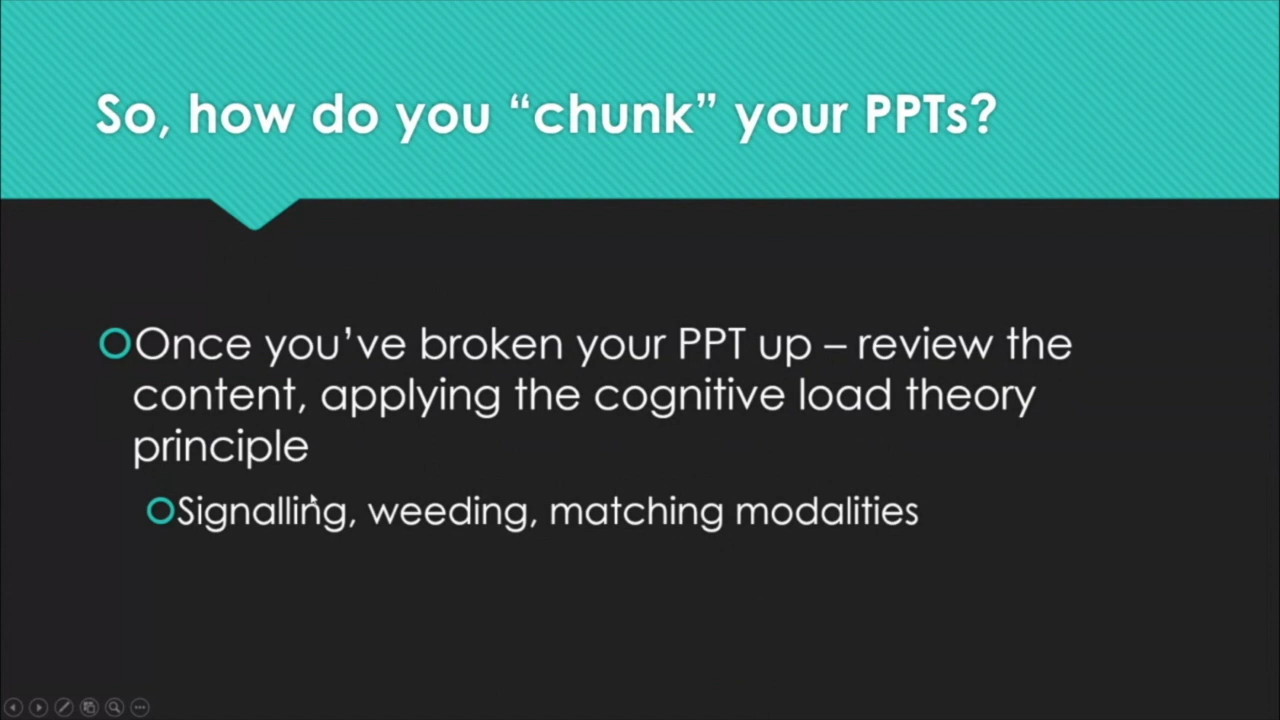 So, how do you “chunk” your PPTs?
Once you’ve broken your PPT up – review the
content, applying the cognitive load theory
principle
Signalling, weeding, matching modalities